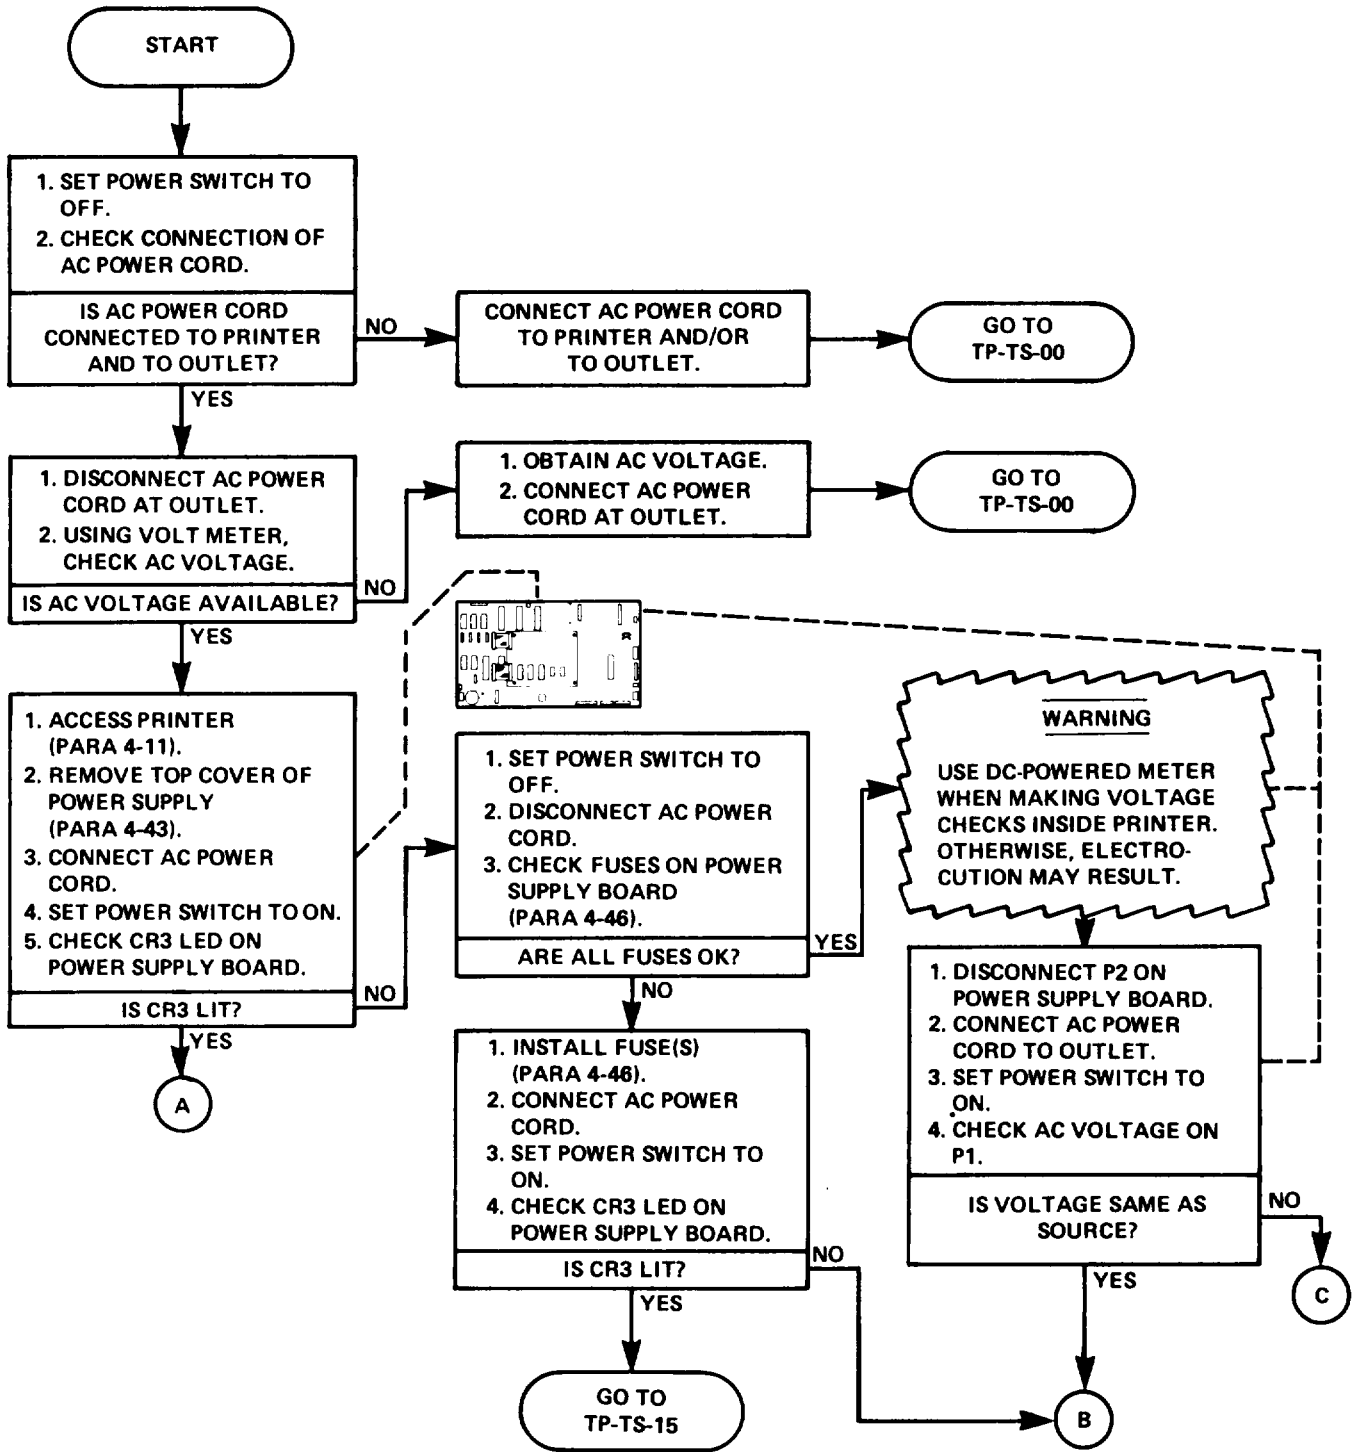 START
1. SET POWER SWITCH TO
OFF.
2. CHECK CONNECTION OF
AC POWER CORD.
IS AC POWER CORD
CONNECTED TO PRINTER
AND TO OUTLET?
NO
CONNECT AC POWER CORD
TO PRINTER AND/OR
TO OUTLET.
GO TO
TP-TS-00
YES
1. DISCONNECT AC POWER
CORD AT OUTLET.
2. USING VOLT METER,
CHECK AC VOLTAGE.
IS AC VOLTAGE AVAILABLE?
NO
1. OBTAIN AC VOLTAGE.
2. CONNECT AC POWER
CORD AT OUTLET.
GO TO
TP-TS-00
YES
1. ACCESS PRINTER
(PARA 4-11).
2. REMOVE TOP COVER OF
POWER SUPPLY
(PARA 4-43).
3. CONNECT AC POWER
CORD.
4. SET POWER SWITCH TO ON.
5. CHECK CR3 LED ON
POWER SUPPLY BOARD.
IS CR3 LIT?
NO
YES
A
1. SET POWER SWITCH TO
OFF.
2. DISCONNECT AC POWER
CORD.
3. CHECK FUSES ON POWER
SUPPLY BOARD
(PARA 4-46).
ARE ALL FUSES OK?
YES
NO
1. INSTALL FUSE(S)
(PARA 4-46).
2. CONNECT AC POWER
CORD.
3. SET POWER SWITCH TO
ON.
4. CHECK CR3 LED ON
POWER SUPPLY BOARD.
IS CR3 LIT?
NO
YES
GO TO
TP-TS-15
WARNING
USE DC-POWERED METER
WHEN MAKING VOLTAGE
CHECKS INSIDE PRINTER.
OTHERWISE, ELECTRO-
CUTION MAY RESULT.
1. DISCONNECT P2 ON
POWER SUPPLY BOARD.
2. CONNECT AC POWER
CORD TO OUTLET.
3. SET POWER SWITCH TO
ON.
4. CHECK AC VOLTAGE ON
P1.
IS VOLTAGE SAME AS
SOURCE?
NO
C
YES
B